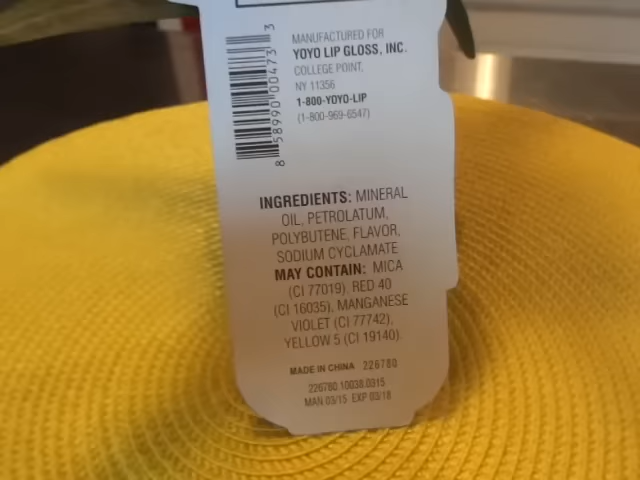 MANUFACTURED FOR
YOYO LIP GLOSS, INC.
COLLEGE POINT,
NY 11356
1-800-YOYO-LIP
(1-800-969-6547)
8 58990 00473 3
INGREDIENTS: MINERAL
OIL, PETROLATUM,
POLYBUTENE, FLAVOR,
SODIUM CYCLAMATE
MAY CONTAIN: MICA
(CI 77019), RED 40
(CI 16035), MANGANESE
VIOLET (CI 77742),
YELLOW 5 (CI 19140).
MADE IN CHINA 226780
226780.10038.0315
MAN 03/15 EXP 03/18